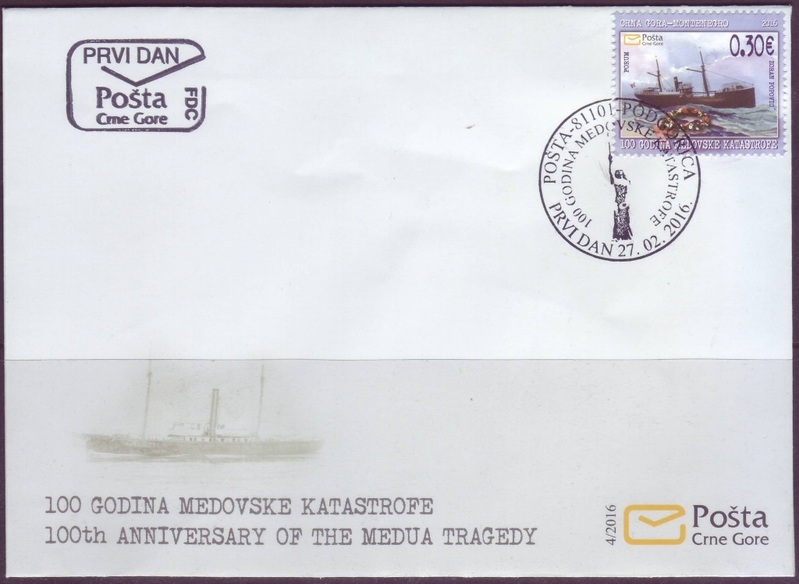 PRVI DAN
Pošta
Crne Gore
FDC
CRNA GORA-MONTENEGRO 2016
Pošta
Crne Gore
0.30€
100 GODINA MEDOVSKE KATASTROFE
POŠTA-81101-PODGORICA
100 GODINA MEDOVSKE KATASTROFE
PRVI DAN 27. 02. 2016.
100 GODINA MEDOVSKE KATASTROFE
100th ANNIVERSARY OF THE MEDUA TRAGEDY
4/2016
Pošta
Crne Gore